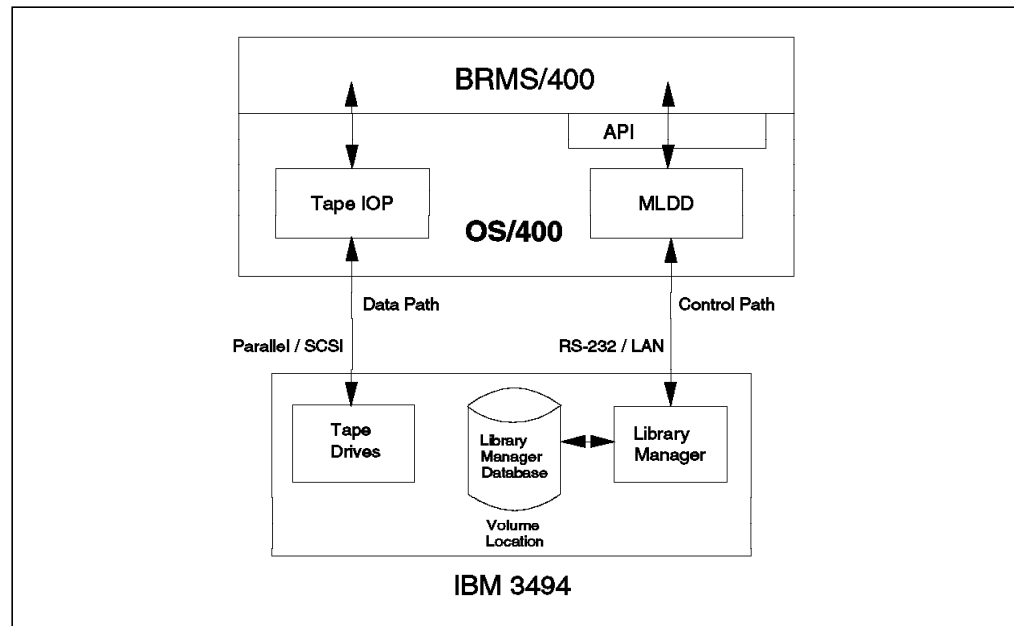 BRMS/400
API
Tape IOP
MLDD
OS/400
Data Path
Control Path
Parallel / SCSI
RS-232 / LAN
Tape
Drives
Library
Manager
Database
Library
Manager
Volume
Location
IBM 3494